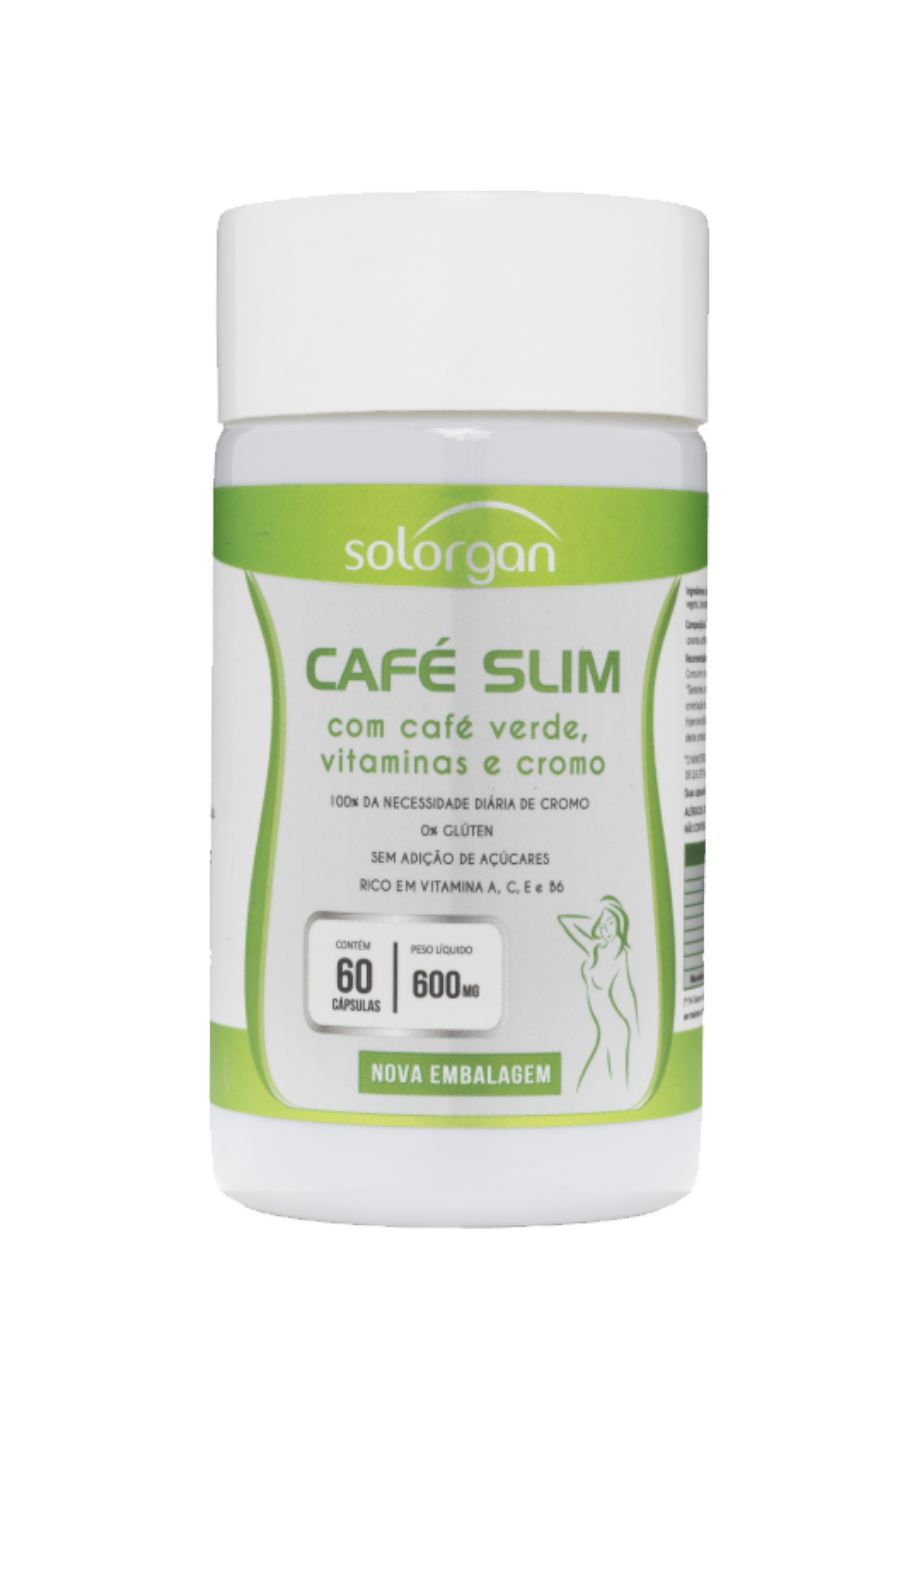 solorgan
CAFÉ SLIM
com café verde,
vitaminas e cromo
100% DA NECESSIDADE DIÁRIA DE CROMO
0% GLÚTEN
SEM ADIÇÃO DE AÇÚCARES
RICO EM VITAMINA A, C, E e B6
CONTÉM
60
CÁPSULAS
PESO LÍQUIDO
600MG
NOVA EMBALAGEM